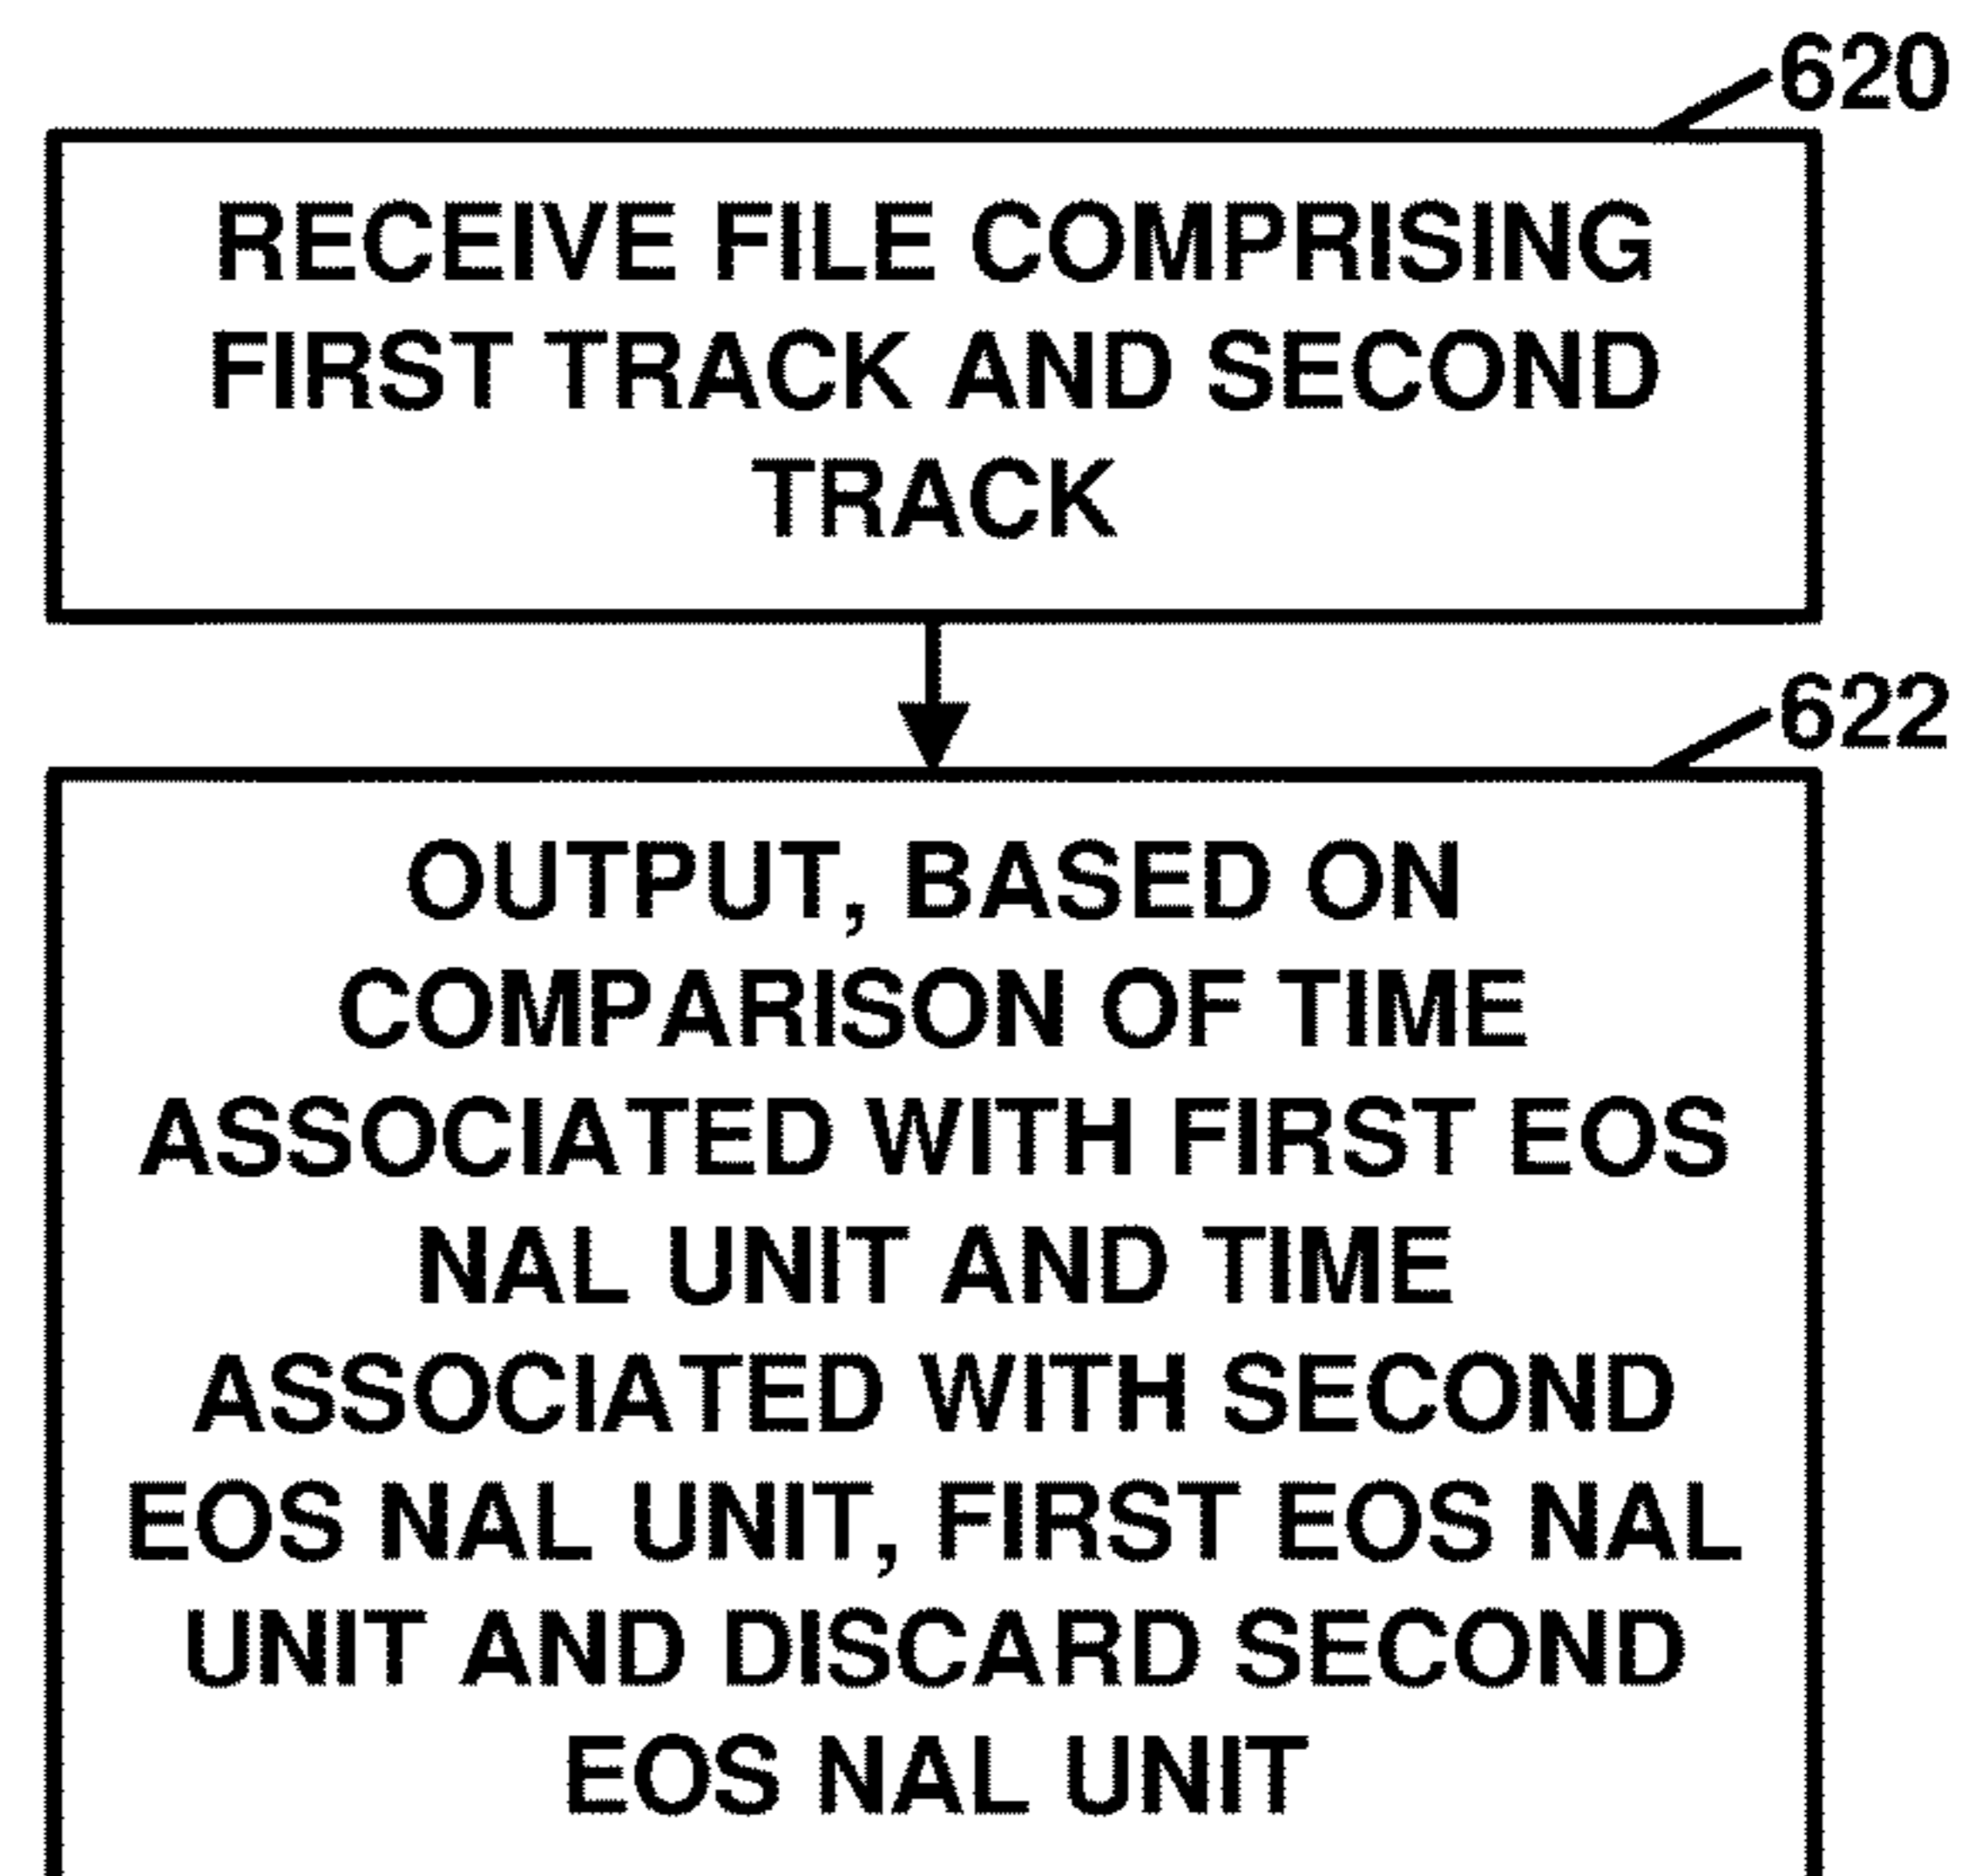 620
RECEIVE FILE COMPRISING
FIRST TRACK AND SECOND
TRACK
622
OUTPUT, BASED ON
COMPARISON OF TIME
ASSOCIATED WITH FIRST EOS
NAL UNIT AND TIME
ASSOCIATED WITH SECOND
EOS NAL UNIT, FIRST EOS NAL
UNIT AND DISCARD SECOND
EOS NAL UNIT